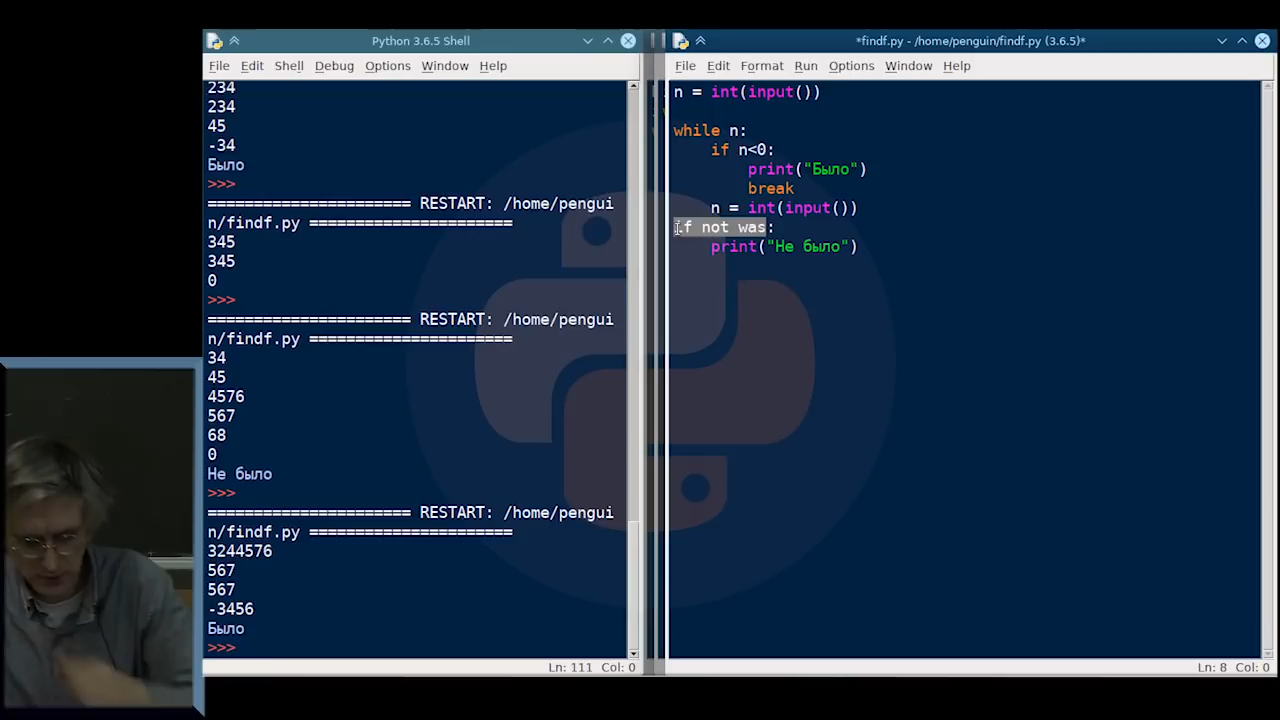 Python 3.6.5 Shell
File Edit Shell Debug Options Window Help
234
234
45
-34
Было
>>>
====================== RESTART: /home/pengui
n/findf.py ======================
345
345
0
>>>
====================== RESTART: /home/pengui
n/findf.py ======================
34
45
4576
567
68
0
Не было
>>>
====================== RESTART: /home/pengui
n/findf.py ======================
3244576
567
567
-3456
Было
>>>
Ln: 111 Col: 0
*findf.py - /home/penguin/findf.py (3.6.5)*
File Edit Format Run Options Window Help
n = int(input())
while n:
    if n<0:
        print("Было")
        break
    n = int(input())
if not was:
    print("Не было")
Ln: 8 Col: 0